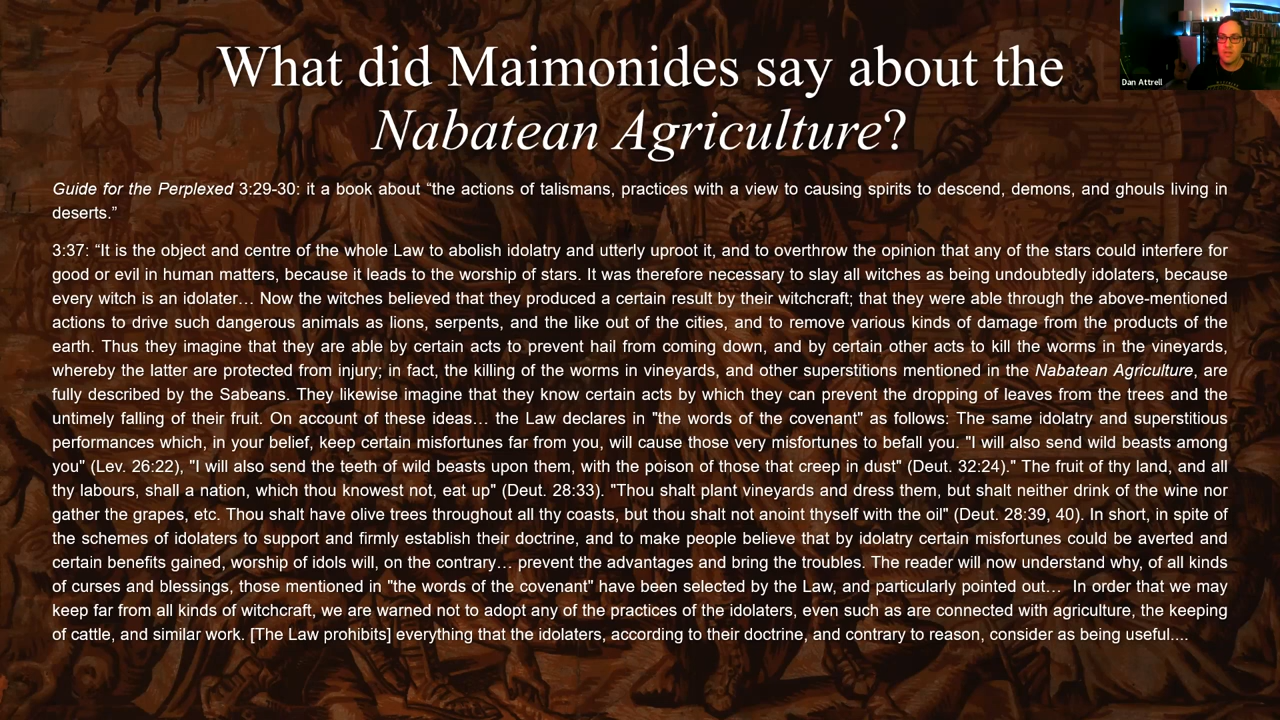 What did Maimonides say about the
Nabatean Agriculture?
Dan Attrell
Guide for the Perplexed 3:29-30: it a book about “the actions of talismans, practices with a view to causing spirits to descend, demons, and ghouls living in
deserts.”
3:37: “It is the object and centre of the whole Law to abolish idolatry and utterly uproot it, and to overthrow the opinion that any of the stars could interfere for
good or evil in human matters, because it leads to the worship of stars. It was therefore necessary to slay all witches as being undoubtedly idolaters, because
every witch is an idolater… Now the witches believed that they produced a certain result by their witchcraft; that they were able through the above-mentioned
actions to drive such dangerous animals as lions, serpents, and the like out of the cities, and to remove various kinds of damage from the products of the
earth. Thus they imagine that they are able by certain acts to prevent hail from coming down, and by certain other acts to kill the worms in the vineyards,
whereby the latter are protected from injury; in fact, the killing of the worms in vineyards, and other superstitions mentioned in the Nabatean Agriculture, are
fully described by the Sabeans. They likewise imagine that they know certain acts by which they can prevent the dropping of leaves from the trees and the
untimely falling of their fruit. On account of these ideas… the Law declares in "the words of the covenant" as follows: The same idolatry and superstitious
performances which, in your belief, keep certain misfortunes far from you, will cause those very misfortunes to befall you. "I will also send wild beasts among
you" (Lev. 26:22), "I will also send the teeth of wild beasts upon them, with the poison of those that creep in dust" (Deut. 32:24)." The fruit of thy land, and all
thy labours, shall a nation, which thou knowest not, eat up" (Deut. 28:33). "Thou shalt plant vineyards and dress them, but shalt neither drink of the wine nor
gather the grapes, etc. Thou shalt have olive trees throughout all thy coasts, but thou shalt not anoint thyself with the oil" (Deut. 28:39, 40). In short, in spite of
the schemes of idolaters to support and firmly establish their doctrine, and to make people believe that by idolatry certain misfortunes could be averted and
certain benefits gained, worship of idols will, on the contrary… prevent the advantages and bring the troubles. The reader will now understand why, of all kinds
of curses and blessings, those mentioned in "the words of the covenant" have been selected by the Law, and particularly pointed out… In order that we may
keep far from all kinds of witchcraft, we are warned not to adopt any of the practices of the idolaters, even such as are connected with agriculture, the keeping
of cattle, and similar work. [The Law prohibits] everything that the idolaters, according to their doctrine, and contrary to reason, consider as being useful....